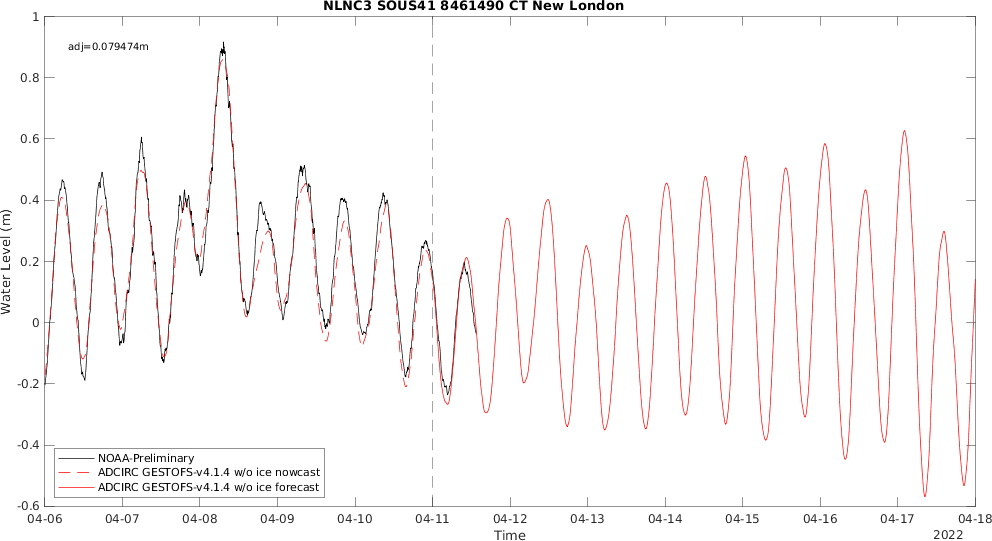 NLNC3 SOUS41 8461490 CT New London
adj=0.079474m
1
0.8
0.6
0.4
0.2
0
-0.2
-0.4
-0.6
Water Level (m)
NOAA-Preliminary
ADCIRC GESTOFS-v4.1.4 w/o ice nowcast
ADCIRC GESTOFS-v4.1.4 w/o ice forecast
04-06 04-07 04-08 04-09 04-10 04-11 04-12 04-13 04-14 04-15 04-16 04-17 04-18
Time
2022